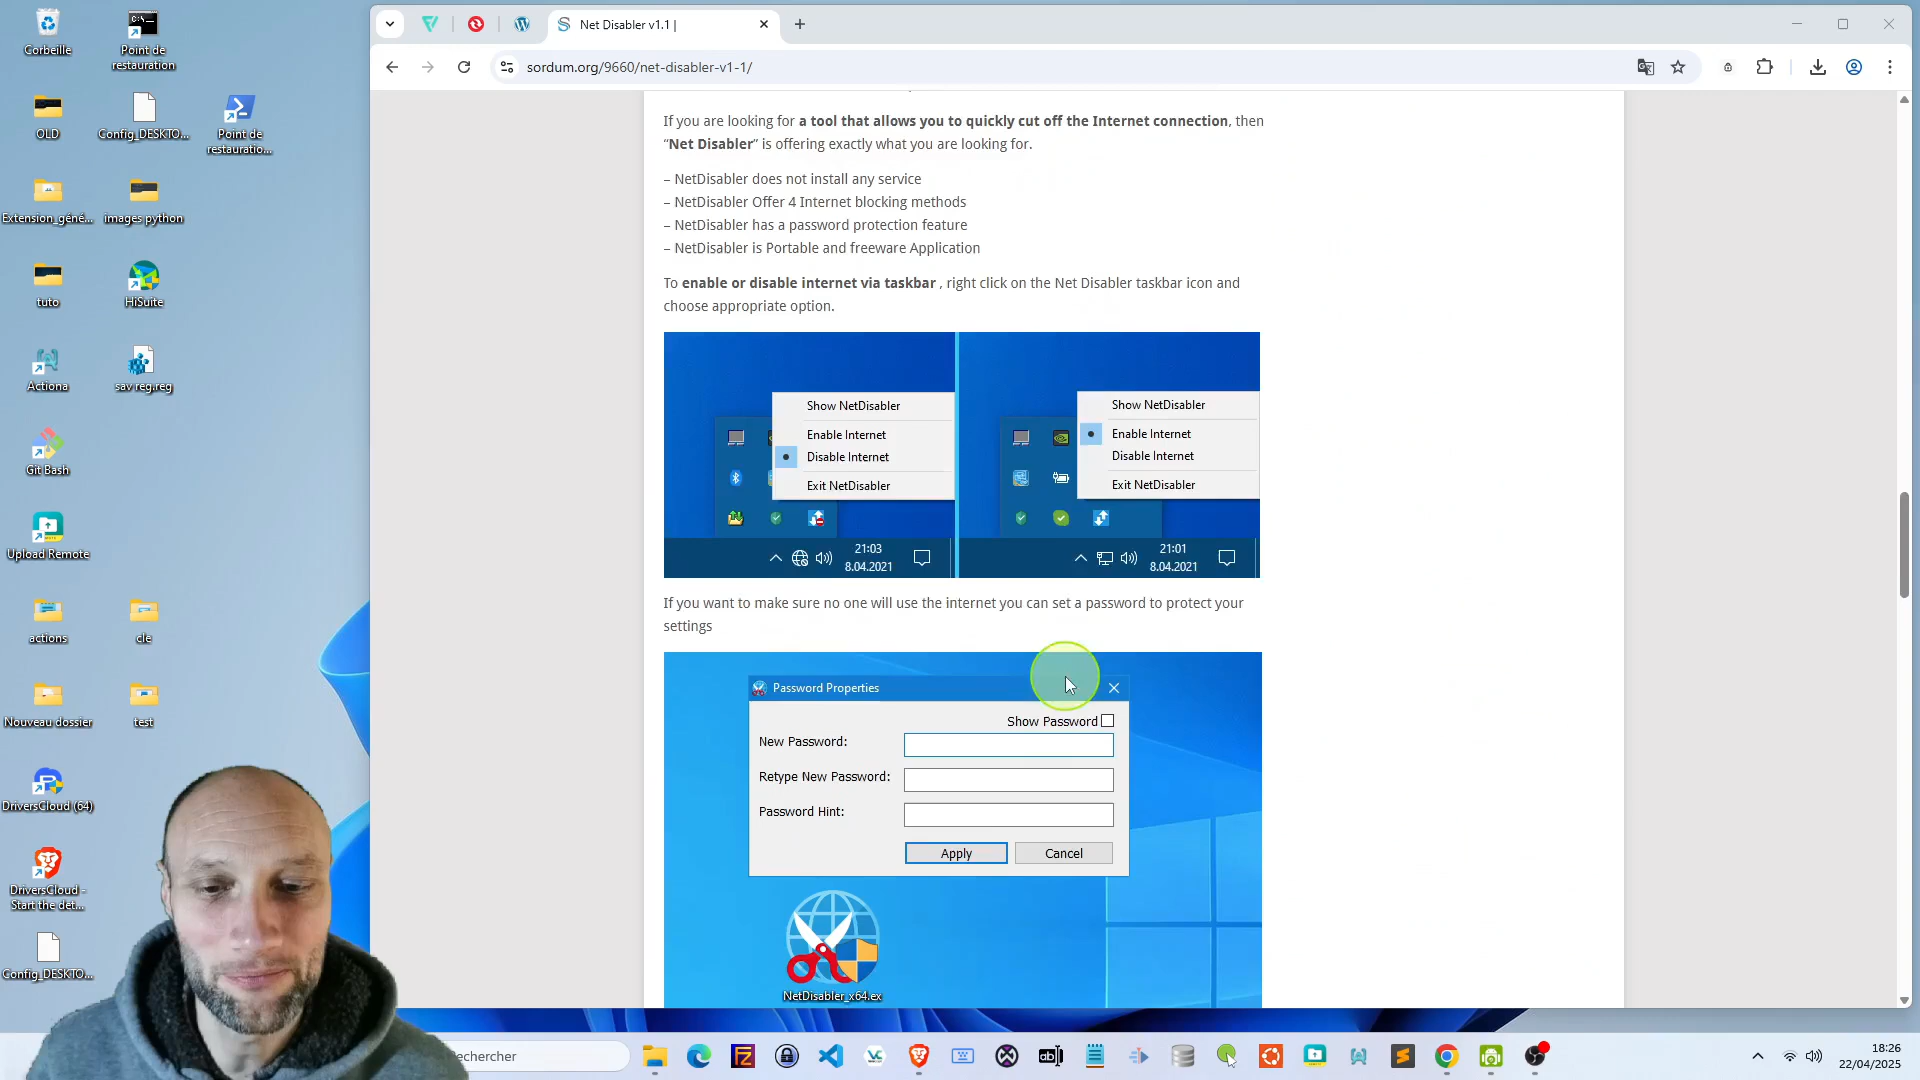 Corbeille
Point de
restauration
OLD
Config_DESKTO...
Point de
restauratio...
Extension_géné...
images python
tuto
HiSuite
Actiona
sav reg.reg
Git Bash
Upload Remote
actions
cle
Nouveau dossier
test
DriversCloud (64)
DriversCloud -
Start the det...
Config_DESKTO...
Net Disabler v1.1 |
sordum.org/9660/net-disabler-v1-1/
If you are looking for a tool that allows you to quickly cut off the Internet connection, then
“Net Disabler” is offering exactly what you are looking for.
– NetDisabler does not install any service
– NetDisabler Offer 4 Internet blocking methods
– NetDisabler has a password protection feature
– NetDisabler is Portable and freeware Application
To enable or disable internet via taskbar , right click on the Net Disabler taskbar icon and
choose appropriate option.
Show NetDisabler
Enable Internet
Disable Internet
Exit NetDisabler
21:03
8.04.2021
Show NetDisabler
Enable Internet
Disable Internet
Exit NetDisabler
21:01
8.04.2021
If you want to make sure no one will use the internet you can set a password to protect your
settings
Password Properties
Show Password
New Password:
Retype New Password:
Password Hint:
Apply
Cancel
NetDisabler_x64.ex
echercher
18:26
22/04/2025